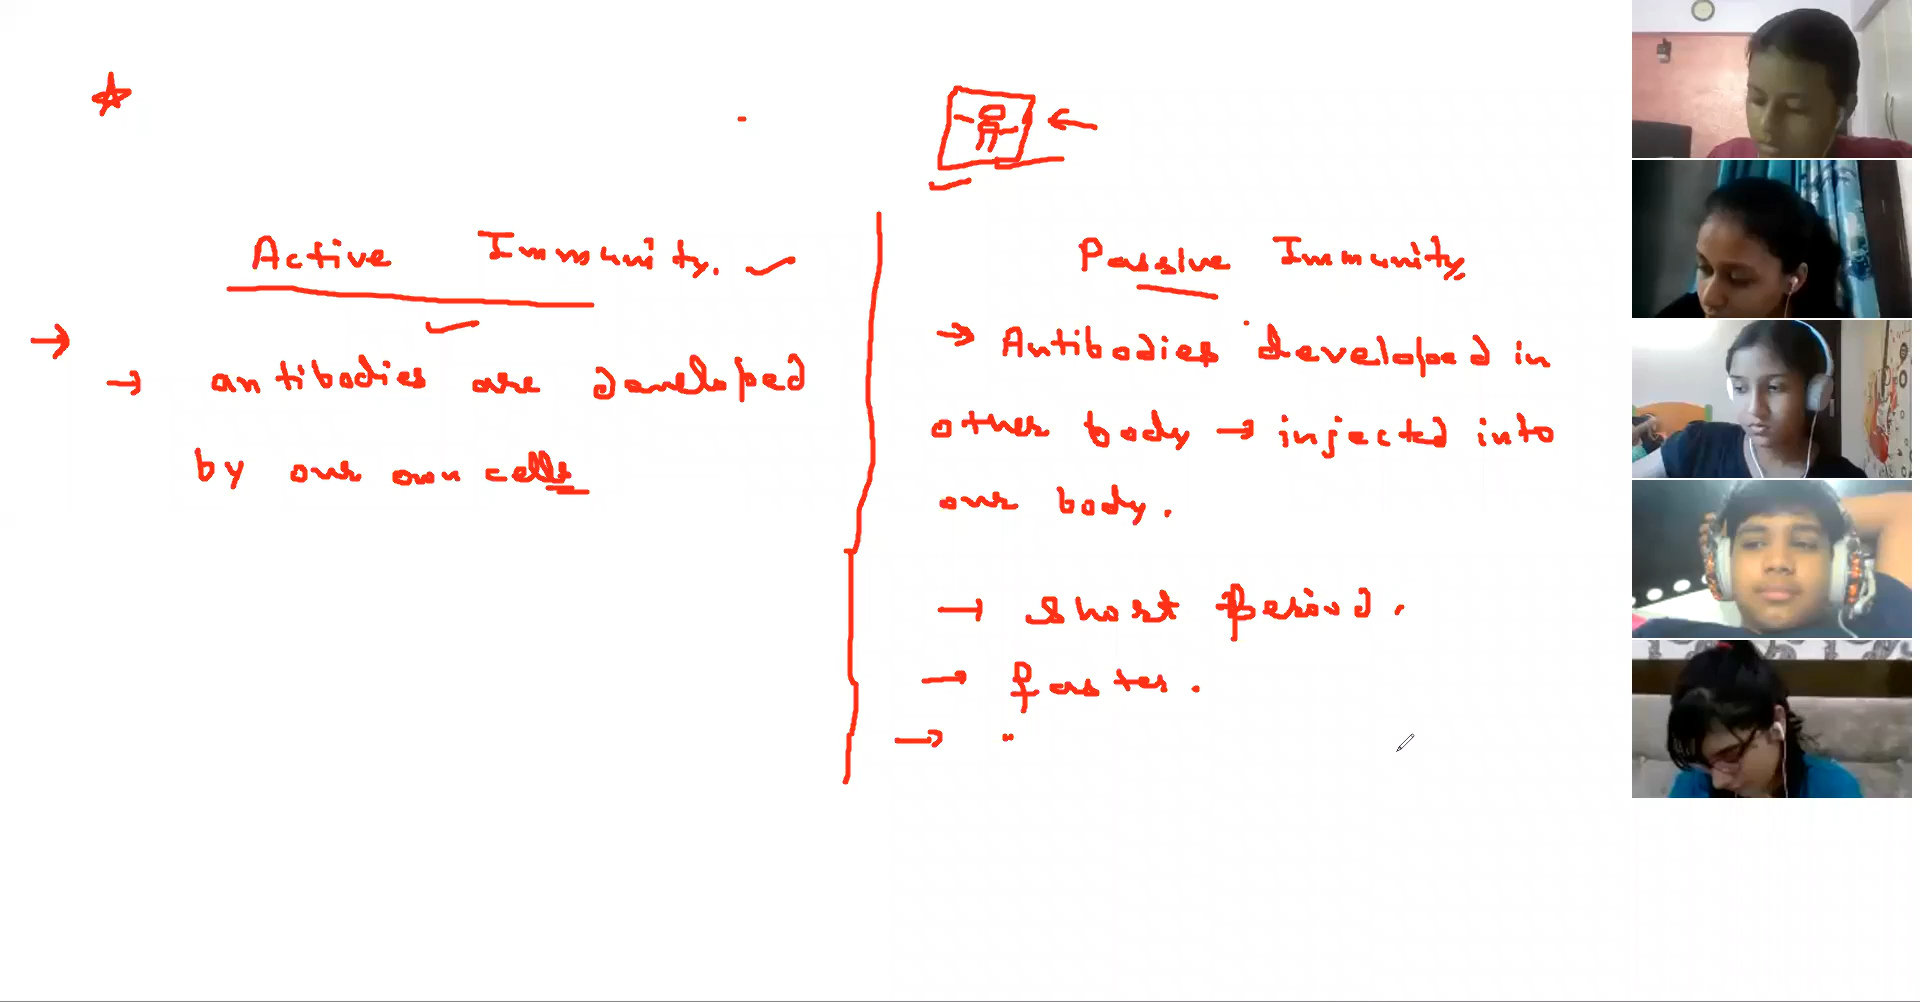 Active Immunity.
→ antibodies are developed
by our own cells
Passive Immunity
→ Antibodies developed in
other body → injected into
our body.
→ Short Period.
→ faster.
→